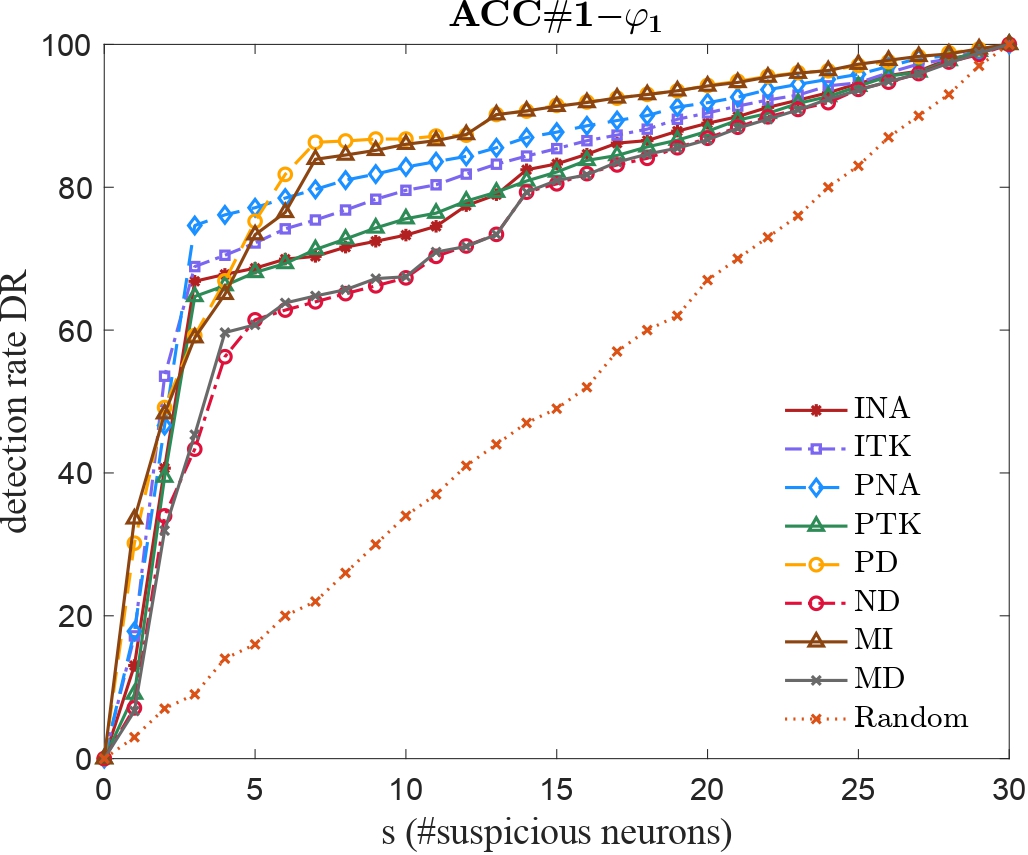 ACC#1−φ₁
100
80
60
40
20
0
detection rate DR
INA
ITK
PNA
PTK
PD
ND
MI
MD
Random
0 5 10 15 20 25 30
s (#suspicious neurons)